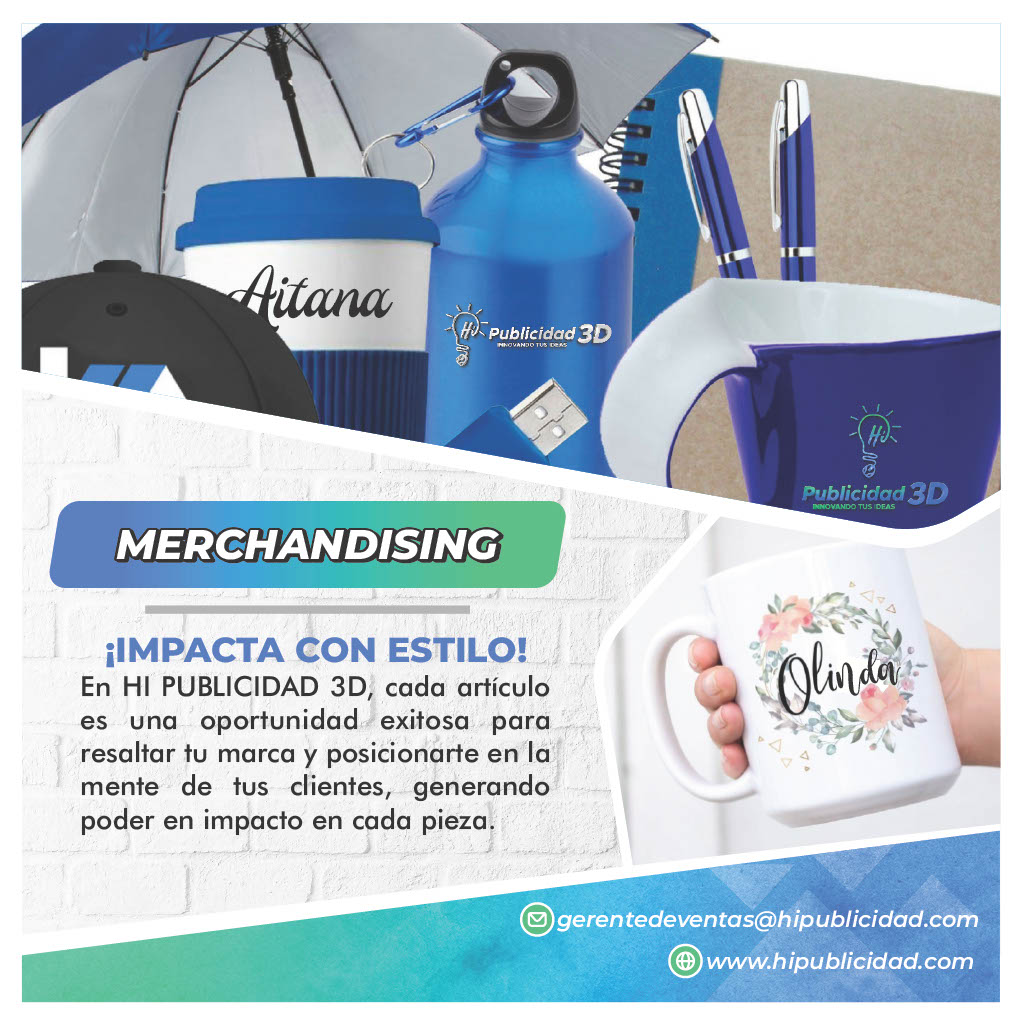 Aitana
Hi Publicidad 3D
INNOVANDO TUS IDEAS
Hi
Publicidad 3D
INNOVANDO TUS IDEAS
MERCHANDISING
¡IMPACTA CON ESTILO!
En HI PUBLICIDAD 3D, cada artículo
es una oportunidad exitosa para
resaltar tu marca y posicionarte en la
mente de tus clientes, generando
poder en impacto en cada pieza.
Olinda
gerentedeventas@hipublicidad.com
www.hipublicidad.com